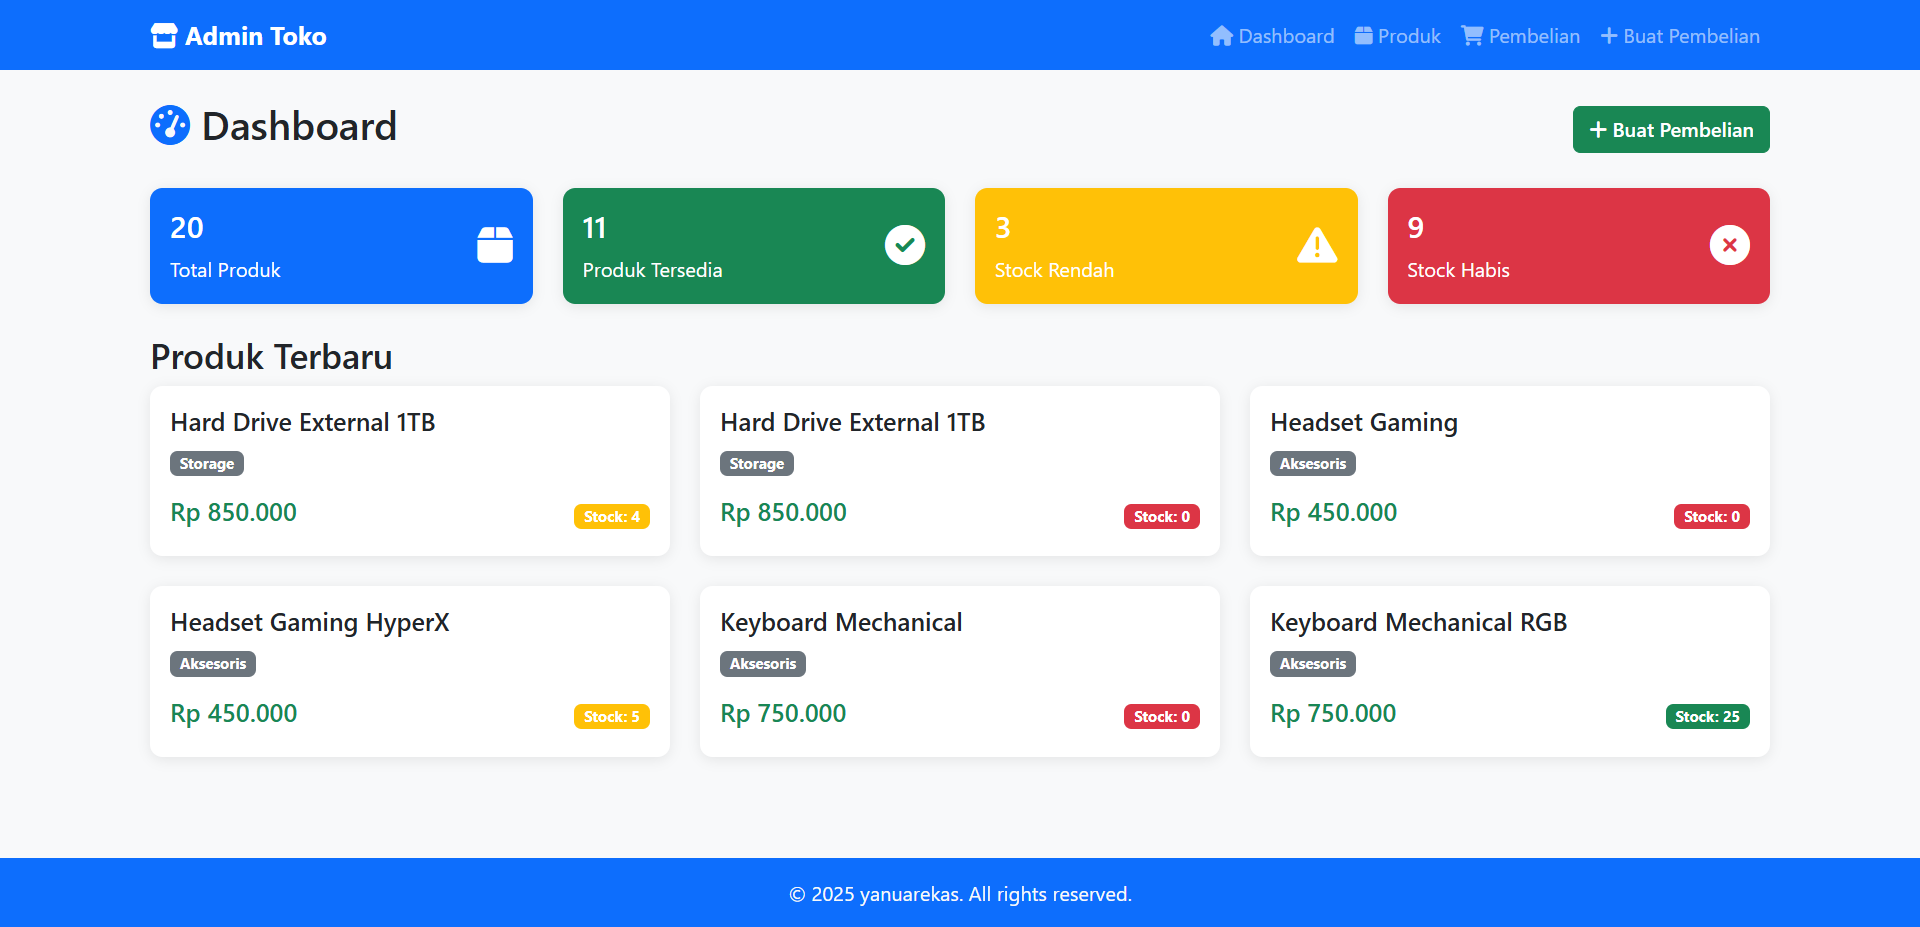 Admin Toko
Dashboard Produk Pembelian Buat Pembelian
Dashboard
Buat Pembelian
20
Total Produk
11
Produk Tersedia
3
Stock Rendah
9
Stock Habis
Produk Terbaru
Hard Drive External 1TB
Storage
Rp 850.000
Stock: 4
Hard Drive External 1TB
Storage
Rp 850.000
Stock: 0
Headset Gaming
Aksesoris
Rp 450.000
Stock: 0
Headset Gaming HyperX
Aksesoris
Rp 450.000
Stock: 5
Keyboard Mechanical
Aksesoris
Rp 750.000
Stock: 0
Keyboard Mechanical RGB
Aksesoris
Rp 750.000
Stock: 25
© 2025 yanuarekas. All rights reserved.